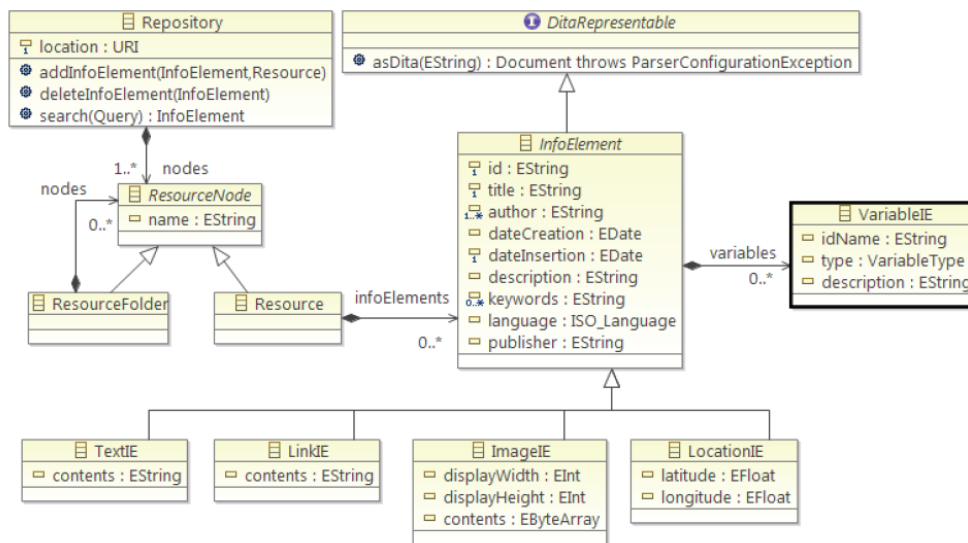 Repository
location : URI
addInfoElement(InfoElement,Resource)
deleteInfoElement(InfoElement)
search(Query) : InfoElement
DitaRepresentable
asDita(EString) : Document throws ParserConfigurationException
1..*
nodes
nodes
0..*
ResourceNode
name : EString
ResourceFolder
Resource
infoElements
0..*
InfoElement
id : EString
title : EString
1..*
author : EString
dateCreation : EDate
dateInsertion : EDate
description : EString
0..*
keywords : EString
language : ISO_Language
publisher : EString
variables
0..*
VariableIE
idName : EString
type : VariableType
description : EString
TextIE
contents : EString
LinkIE
contents : EString
ImageIE
displayWidth : EInt
displayHeight : EInt
contents : EByteArray
LocationIE
latitude : EFloat
longitude : EFloat